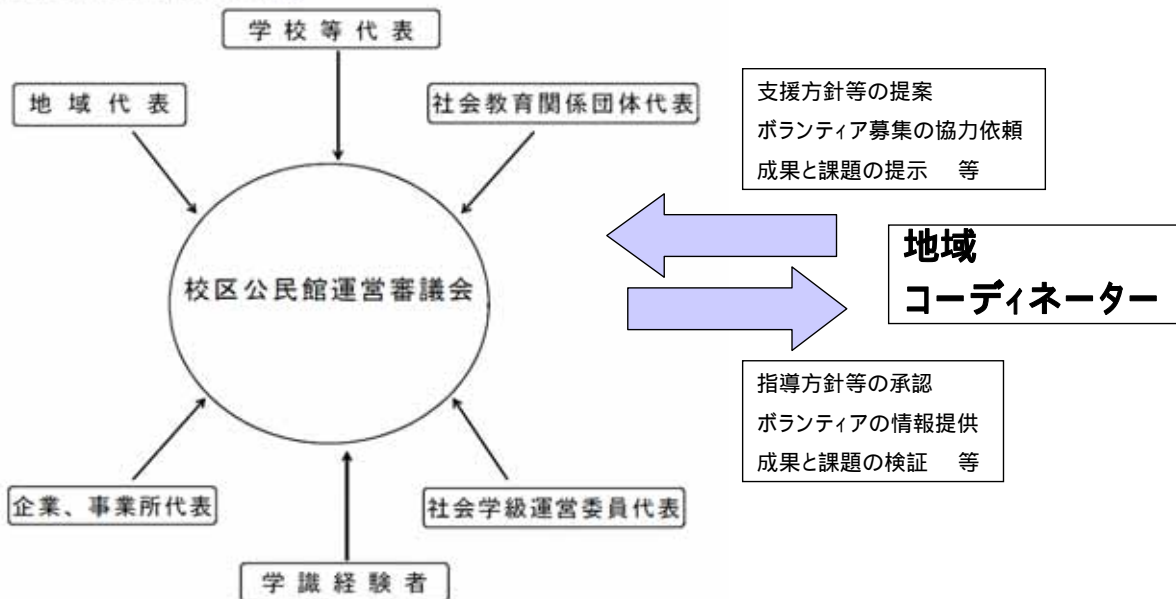 学校等代表
地域代表
社会教育関係団体代表
支援方針等の提案
ボランティア募集の協力依頼
成果と課題の提示　等
地域
コーディネーター
校区公民館運営審議会
指導方針等の承認
ボランティアの情報提供
成果と課題の検証　等
企業、事業所代表
社会学級運営委員代表
学識経験者